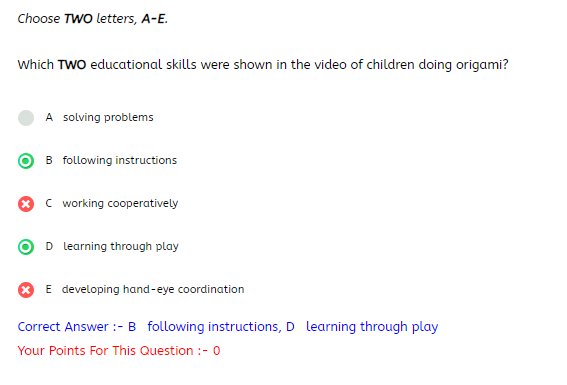 Choose TWO letters, A-E.
Which TWO educational skills were shown in the video of children doing origami?
A solving problems
B following instructions
C working cooperatively
D learning through play
E developing hand-eye coordination
Correct Answer :- B following instructions, D learning through play
Your Points For This Question :- 0